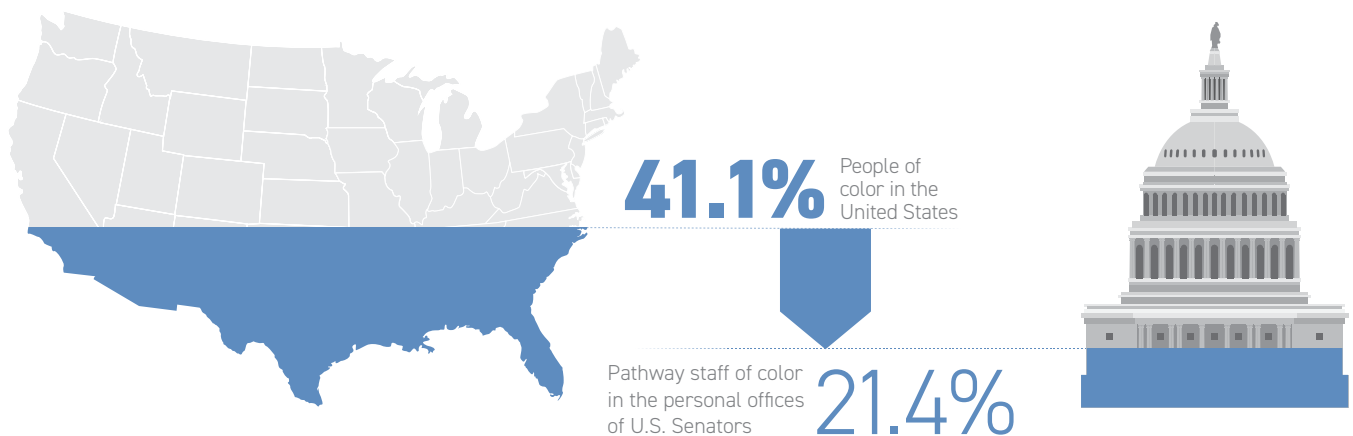 41.1%
People of
color in the
United States
Pathway staff of color
in the personal offices
of U.S. Senators
21.4%